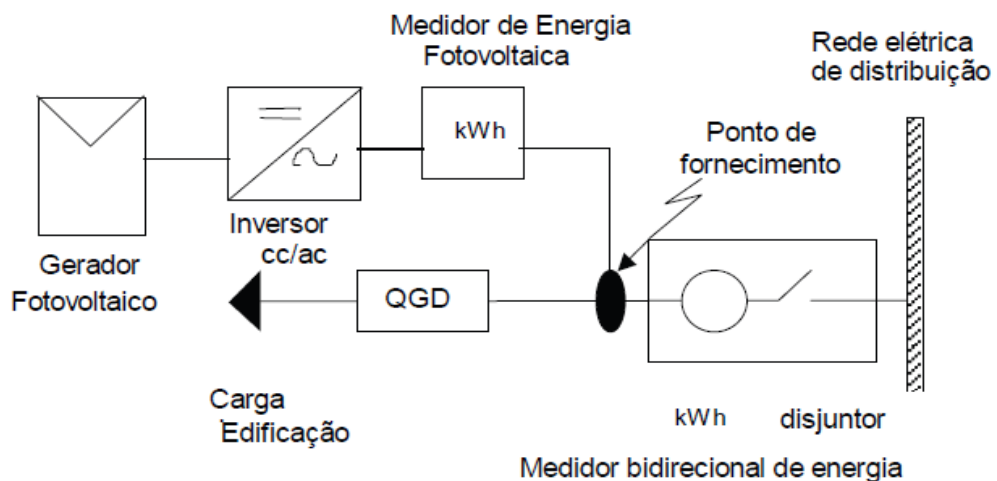 Medidor de Energia
Fotovoltaica
Rede elétrica
de distribuição
kWh
Ponto de
fornecimento
Inversor
cc/ac
Gerador
Fotovoltaico
QGD
Carga
Edificação
kWh
disjuntor
Medidor bidirecional de energia